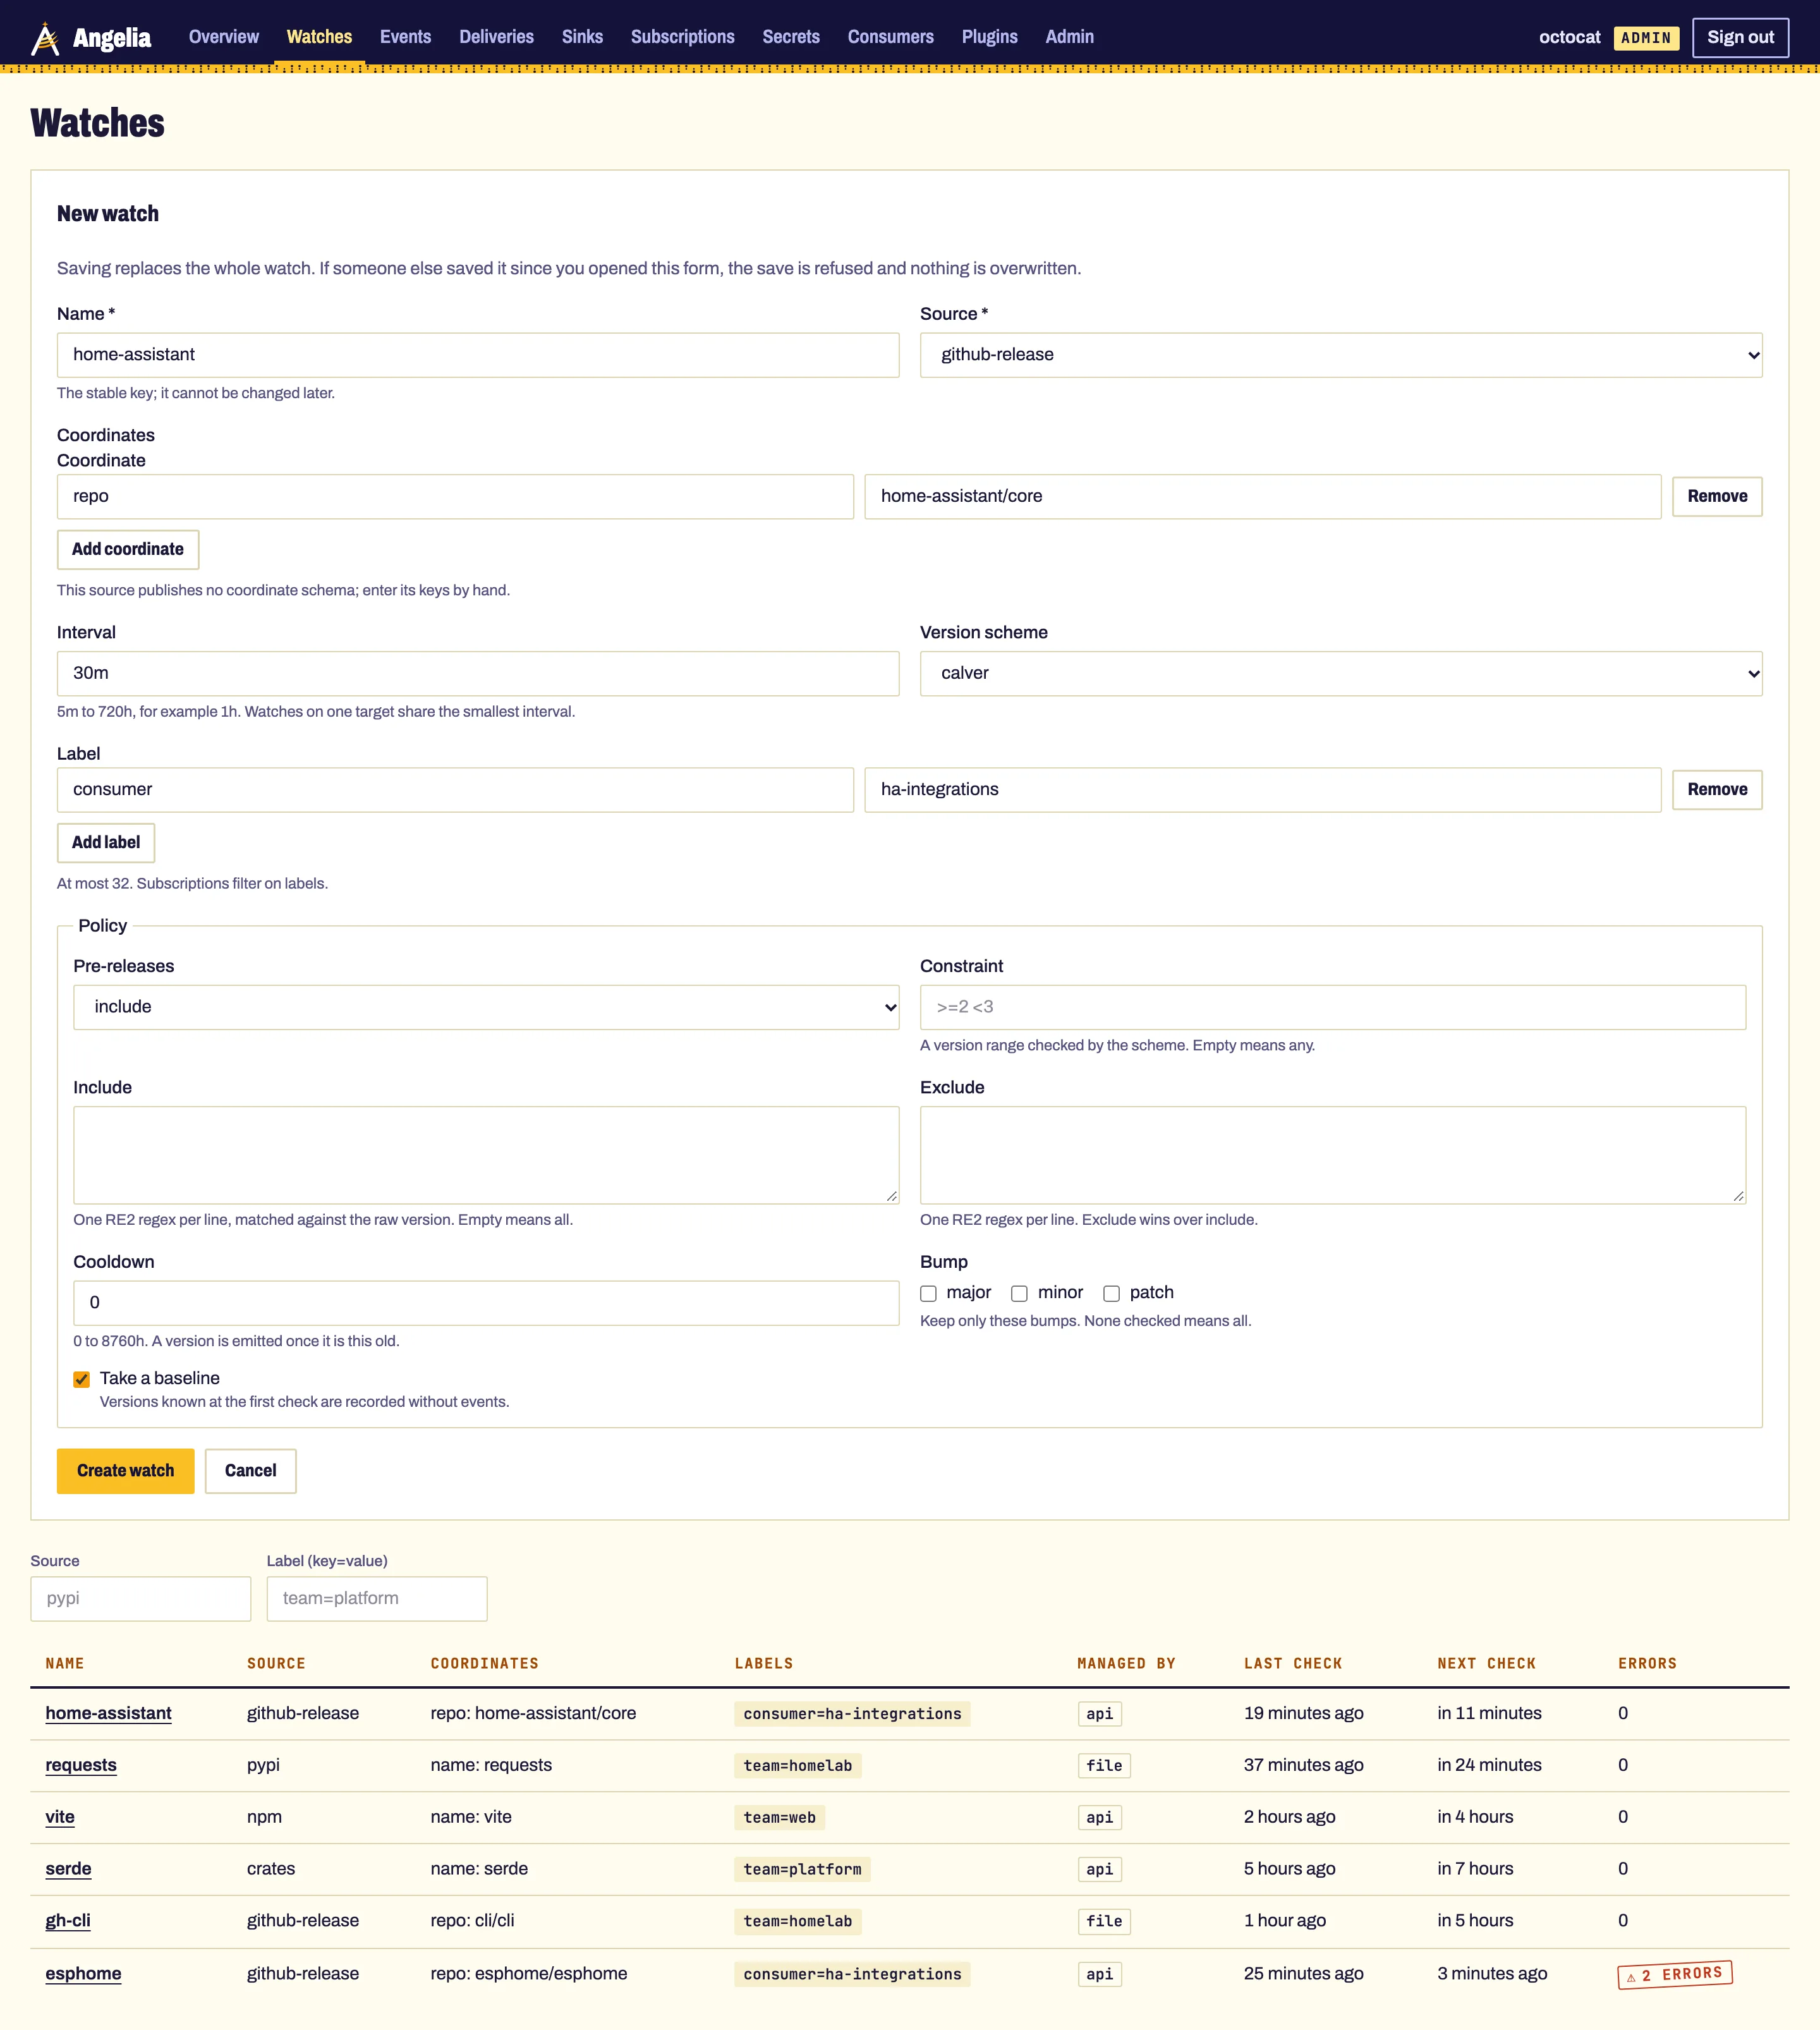 Angelia Overview Watches Events Deliveries Sinks Subscriptions Secrets Consumers Plugins Admin octocat ADMIN Sign out
Watches
New watch
Saving replaces the whole watch. If someone else saved it since you opened this form, the save is refused and nothing is overwritten.
Name * Source *
home-assistant github-release
The stable key; it cannot be changed later.
Coordinates
Coordinate
repo home-assistant/core Remove
Add coordinate
This source publishes no coordinate schema; enter its keys by hand.
Interval Version scheme
30m calver
5m to 720h, for example 1h. Watches on one target share the smallest interval.
Label
consumer ha-integrations Remove
Add label
At most 32. Subscriptions filter on labels.
Policy
Pre-releases Constraint
include >=2 <3
A version range checked by the scheme. Empty means any.
Include Exclude
One RE2 regex per line, matched against the raw version. Empty means all. One RE2 regex per line. Exclude wins over include.
Cooldown Bump
0 major minor patch
0 to 8760h. A version is emitted once it is this old. Keep only these bumps. None checked means all.
Take a baseline
Versions known at the first check are recorded without events.
Create watch Cancel
Source Label (key=value)
pypi team=platform
NAME SOURCE COORDINATES LABELS MANAGED BY LAST CHECK NEXT CHECK ERRORS
home-assistant github-release repo: home-assistant/core consumer=ha-integrations api 19 minutes ago in 11 minutes 0
requests pypi name: requests team=homelab file 37 minutes ago in 24 minutes 0
vite npm name: vite team=web api 2 hours ago in 4 hours 0
serde crates name: serde team=platform api 5 hours ago in 7 hours 0
gh-cli github-release repo: cli/cli team=homelab file 1 hour ago in 5 hours 0
esphome github-release repo: esphome/esphome consumer=ha-integrations api 25 minutes ago 3 minutes ago ⚠ 2 ERRORS